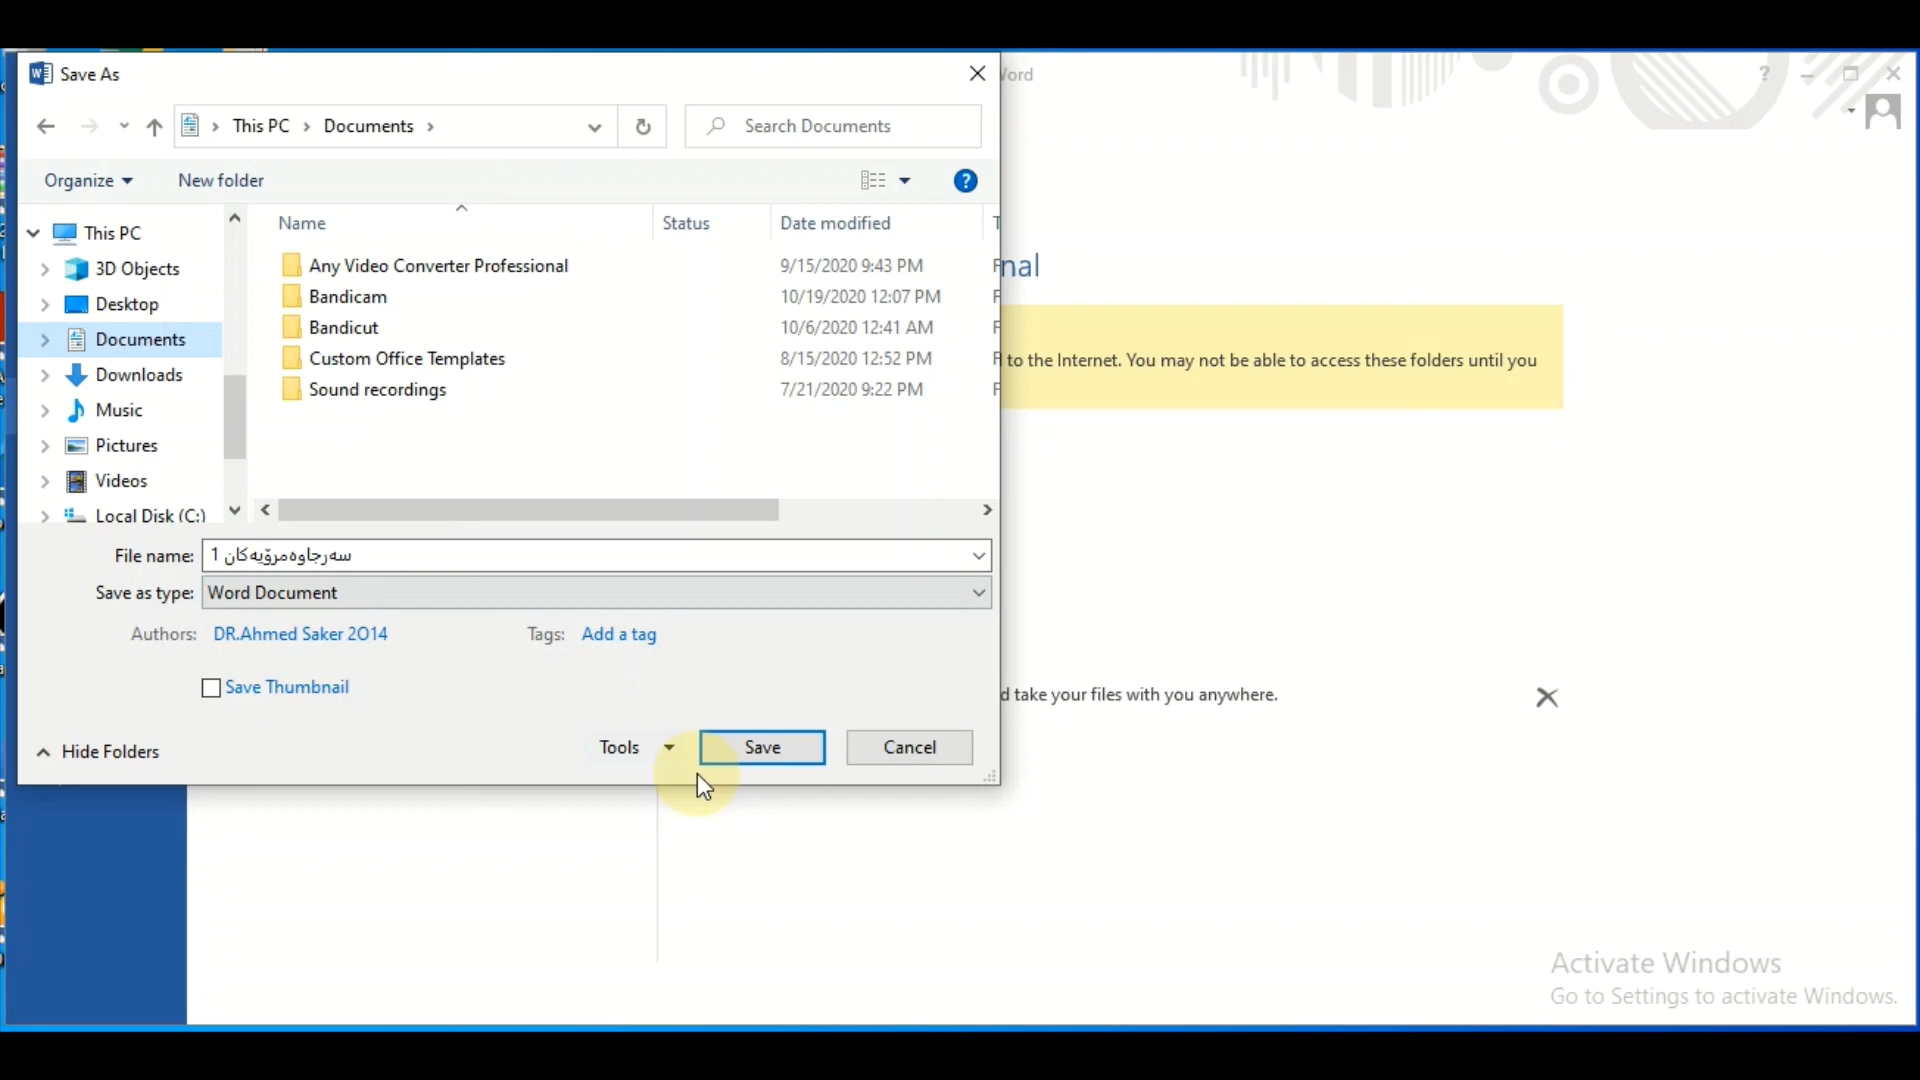 Save As
ord
?
This PC
Documents
Search Documents
Organize
New folder
?
This PC
3D Objects
Desktop
Documents
Downloads
Music
Pictures
Videos
Local Disk (C:)
Name Status Date modified
Any Video Converter Professional 9/15/2020 9:43 PM
Bandicam 10/19/2020 12:07 PM
Bandicut 10/6/2020 12:41 AM
Custom Office Templates 8/15/2020 12:52 PM
Sound recordings 7/21/2020 9:22 PM
nal
to the Internet. You may not be able to access these folders until you
File name: سەرجاوەمرۆیەکان 1
Save as type: Word Document
Authors: DR.Ahmed Saker 2O14 Tags: Add a tag
Save Thumbnail
d take your files with you anywhere.
Hide Folders
Tools
Save
Cancel
Activate Windows
Go to Settings to activate Windows.